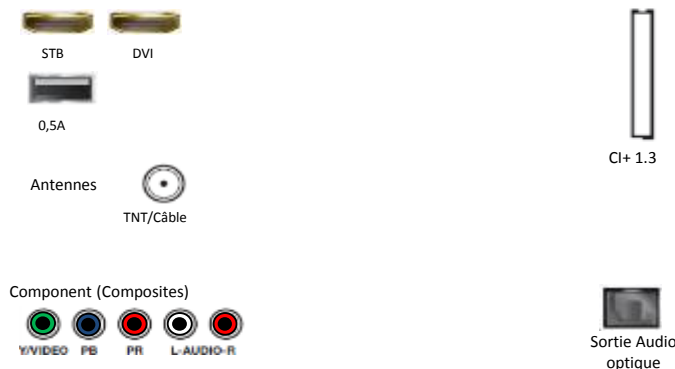 STB DVI
0,5A
CI+ 1.3
Antennes
TNT/Câble
Component (Composites)
Y/VIDEO PB PR L-AUDIO-R
Sortie Audio
optique